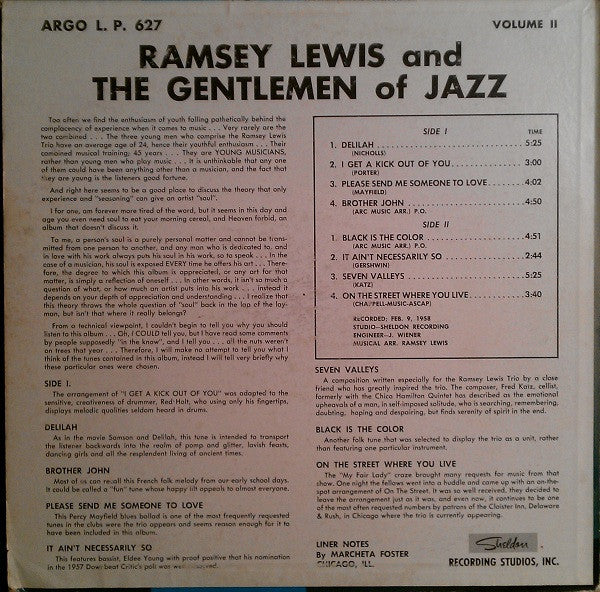 ARGO L. P. 627
VOLUME II
RAMSEY LEWIS and
THE GENTLEMEN of JAZZ
Too often we find the enthusiasm of youth falling pathetically behind the
complacency of experience when it comes to music . . . Very rarely are the
two combined . . . The three young men who comprise the Ramsey Lewis
Trio have an average age of 24, hence their youthful enthusiasm . . . Their
combined musical training; 45 years . . . . They are YOUNG MUSICIANS,
rather than young men who play music . . . It is unthinkable that any one
of them could have been anything other than a musician, and the fact that
they are young is the listeners good fortune.
And right here seems to be a good place to discuss the theory that only
experience and "seasoning" can give an artist "soul".
I for one, am forever more tired of the word, but it seems in this day and
age you even need soul to eat your morning cereal, and Heaven forbid, an
album that doesn't discuss it.
To me, a person's soul is a purely personal matter and cannot be trans-
mitted from one person to another, and any man who is dedicated to, and
in love with his work always puts his soul in his work, so to speak . . . In the
case of a musician, his soul is exposed EVERY time he offers his art . . . There-
fore, the degree to which this album is appreciated, or any art for that
matter, is simply a reflection of oneself . . . In other words, it isn't so much a
question of what, or how much an artist puts into his work . . . instead it
depends on your depth of appreciation and understanding . . . I realize that
this theory throws the whole question of "soul" back in the lap of the lay-
man, but isn't that where it really belongs?
From a technical viewpoint, I couldn't begin to tell you why you should
listen to this album . . . Oh, I COULD tell you, but I have read some comments
by people supposedly "in the know", and I tell you . . . all the nuts weren't
on trees that year . . . Therefore, I will make no attempt to tell you what I
think of the tunes contained in this album, instead I will tell very briefly why
these particular ones were chosen.
SIDE I.
The arrangement of "I GET A KICK OUT OF YOU" was adapted to the
sensitive, creativeness of drummer, Red Holt, who using only his fingertips,
displays melodic qualities seldom heard in drums.
DELILAH
As in the movie Samson and Delilah, this tune is intended to transport
the listener backwards into the realm of pomp and glitter, lavish feasts,
dancing girls and all the resplendent living of ancient times.
BROTHER JOHN
Most of us can recall this French folk melody from our early school days.
It could be called a "fun" tune whose happy lilt appeals to almost everyone.
PLEASE SEND ME SOMEONE TO LOVE
This Percy Mayfield blues ballad is one of the most frequently requested
tunes in the clubs were the trio appears and seems reason enough for it to
have been included in this album.
IT AIN'T NECESSARILY SO
This features bassist, Eldee Young with proof positive that his nomination
in the 1957 Down beat Critic's poll was well
SIDE I
TIME
1. DELILAH 5:25
(NICHOLLS)
2. I GET A KICK OUT OF YOU 3:00
(PORTER)
3. PLEASE SEND ME SOMEONE TO LOVE 4:02
(MAYFIELD)
4. BROTHER JOHN 4:50
(ARC MUSIC ARR.) P.O.
SIDE II
1. BLACK IS THE COLOR 4:51
(ARC MUSIC ARR.) P.O.
2. IT AIN'T NECESSARILY SO 2:44
(GERSHWIN)
3. SEVEN VALLEYS 5:25
(KATZ)
4. ON THE STREET WHERE YOU LIVE 3:40
(CHAPPELL-MUSIC-ASCAP)
RECORDED: FEB. 9, 1958
STUDIO—SHELDON RECORDING
ENGINEER—J. WIENER
MUSICAL ARR. RAMSEY LEWIS
SEVEN VALLEYS
A composition written especially for the Ramsey Lewis Trio by a close
friend who has greatly inspired the trio. The composer, Fred Katz, cellist,
formerly with the Chico Hamilton Quintet has described as the emotional
upheavals of a man, in self-imposed solitude, who is searching, remembering,
doubting, hoping and despairing, but finds serenity of spirit in the end.
BLACK IS THE COLOR
Another folk tune that was selected to display the trio as a unit, rather
than featuring one particular instrument.
ON THE STREET WHERE YOU LIVE
The "My Fair Lady" craze brought many requests for music from that
show. One night the fellows went into a huddle and came up with an on-the-
spot arrangement of On The Street. It was so well received, they decided to
leave the arrangement just as it was, and even now, it continues to be one
of the most often requested numbers by patrons of the Cloister Inn, Delaware
& Rush, in Chicago where the trio is currently appearing.
LINER NOTES
By MARCHETA FOSTER
CHICAGO, ILL.
Sheldon
RECORDING STUDIOS, INC.